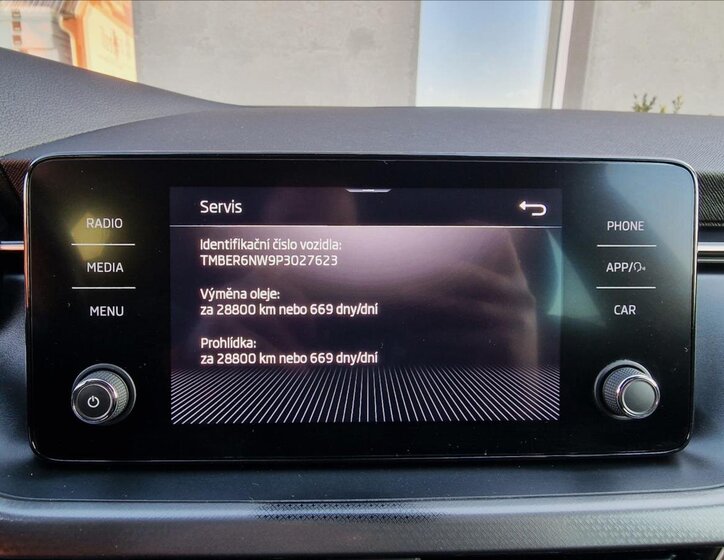 Servis
RADIO
MEDIA
MENU
Identifikační číslo vozidla:
TMBER6NW9P3027623
Výměna oleje:
za 28800 km nebo 669 dny/dní
Prohlídka:
za 28800 km nebo 669 dny/dní
PHONE
APP/
CAR